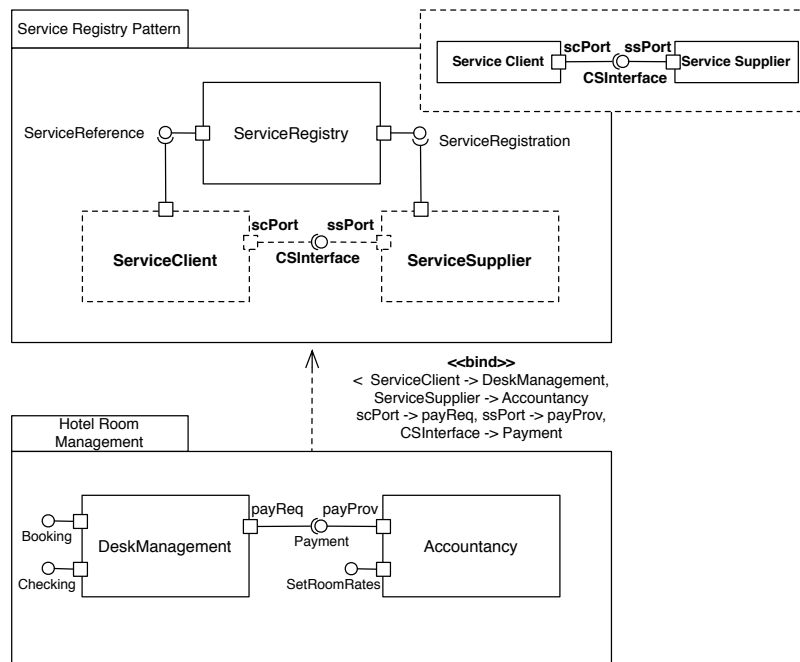 Service Registry Pattern
scPort ssPort
Service Client
Service Supplier
CSInterface
ServiceReference
ServiceRegistry
ServiceRegistration
scPort ssPort
ServiceClient
CSInterface
ServiceSupplier
<<bind>>
< ServiceClient -> DeskManagement,
ServiceSupplier -> Accountancy
scPort -> payReq, ssPort -> payProv,
CSInterface -> Payment
Hotel Room
Management
payReq payProv
Booking
DeskManagement
Payment
Accountancy
Checking
SetRoomRates